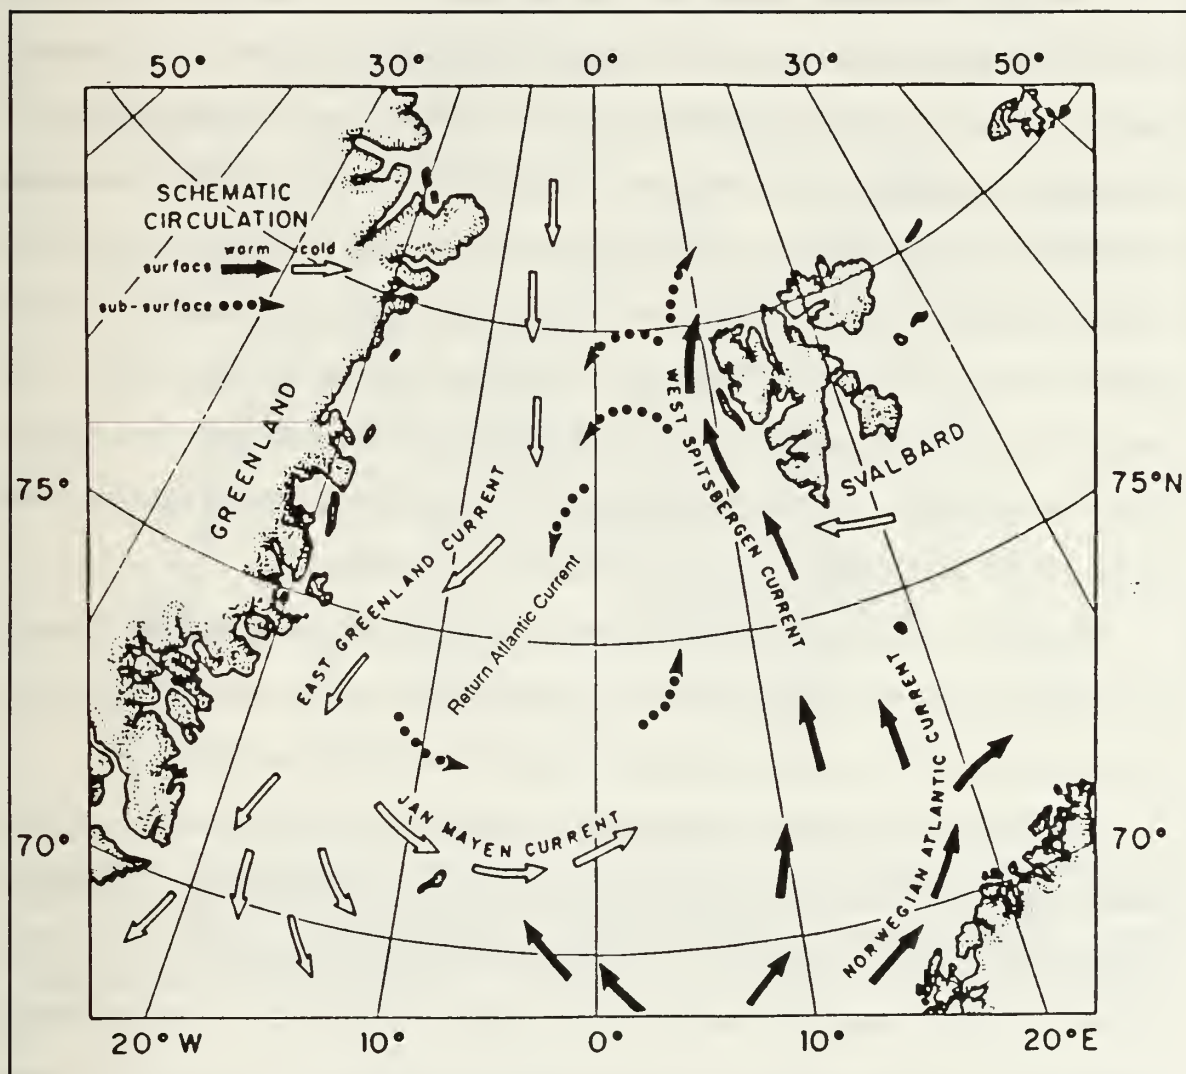 50° 30° 0° 30° 50°
SCHEMATIC
CIRCULATION
warm cold
surface
sub-surface
GREENLAND
WEST SPITSBERGEN CURRENT
SVALBARD
75° 75°N
EAST GREENLAND CURRENT
Return Atlantic Current
JAN MAYEN CURRENT
NORWEGIAN ATLANTIC CURRENT
70° 70°
20°W 10° 0° 10° 20°E